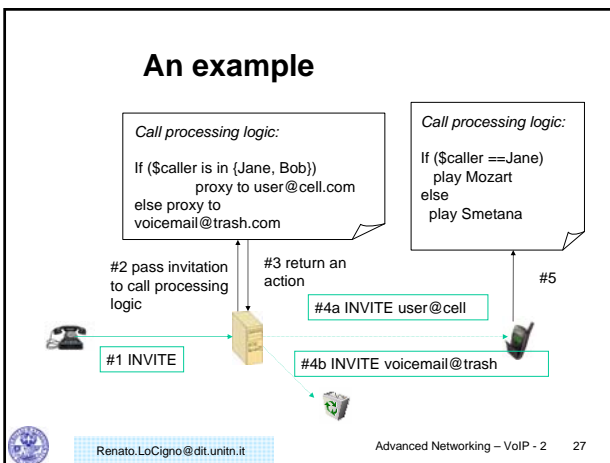 An example
Call processing logic:
If ($caller is in {Jane, Bob})
proxy to user@cell.com
else proxy to
voicemail@trash.com
Call processing logic:
If ($caller ==Jane)
play Mozart
else
play Smetana
#2 pass invitation
to call processing
logic
#3 return an
action
#5
#4a INVITE user@cell
#1 INVITE
#4b INVITE voicemail@trash
Renato.LoCigno@dit.unitn.it
Advanced Networking – VoIP - 2 27